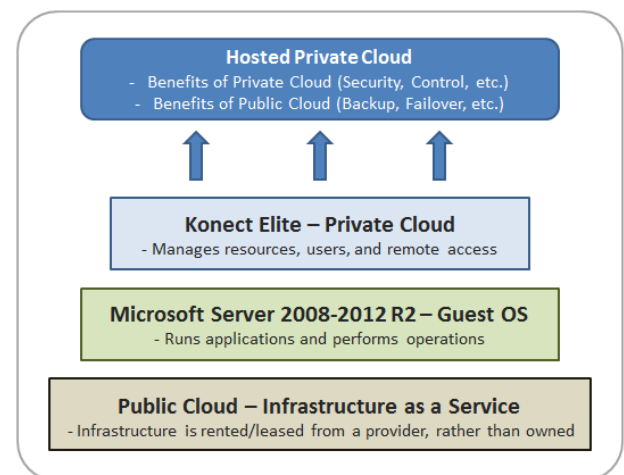 Hosted Private Cloud
- Benefits of Private Cloud (Security, Control, etc.)
- Benefits of Public Cloud (Backup, Failover, etc.)
Konect Elite – Private Cloud
- Manages resources, users, and remote access
Microsoft Server 2008-2012 R2 – Guest OS
- Runs applications and performs operations
Public Cloud – Infrastructure as a Service
- Infrastructure is rented/leased from a provider, rather than owned